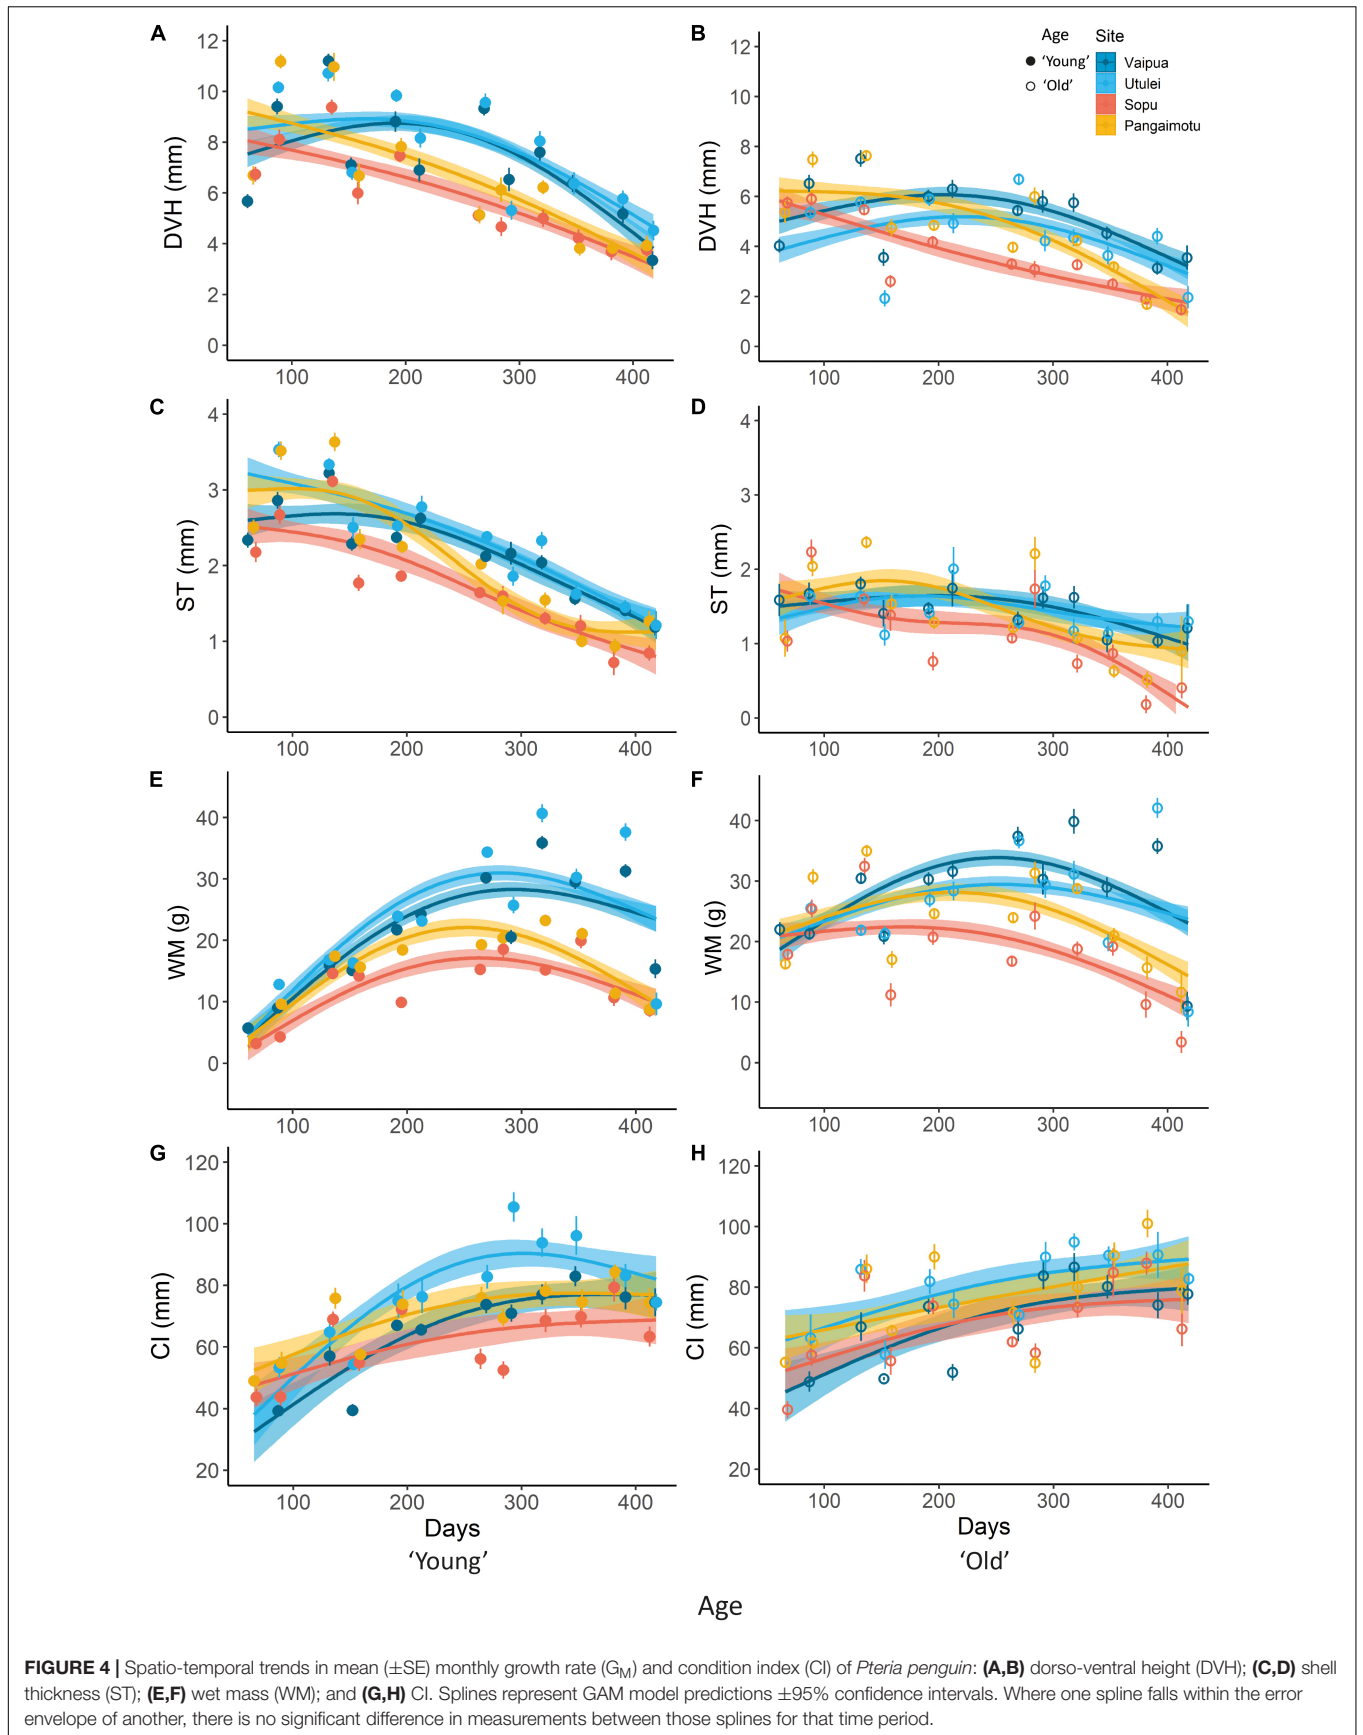 A
DVH (mm)
12
10
8
6
4
2
0
100 200 300 400
B
DVH (mm)
12
10
8
6
4
2
0
100 200 300 400
Age Site
'Young' Vaipua
'Old' Utulei
Sopu
Pangaimotu
C
ST (mm)
4
3
2
1
0
100 200 300 400
D
ST (mm)
4
3
2
1
0
100 200 300 400
E
WM (g)
40
30
20
10
0
100 200 300 400
F
WM (g)
40
30
20
10
0
100 200 300 400
G
CI (mm)
120
100
80
60
40
20
100 200 300 400
Days
'Young'
H
CI (mm)
120
100
80
60
40
20
100 200 300 400
Days
'Old'
Age
FIGURE 4 | Spatio-temporal trends in mean (±SE) monthly growth rate (GM) and condition index (CI) of Pteria penguin: (A,B) dorso-ventral height (DVH); (C,D) shell
thickness (ST); (E,F) wet mass (WM); and (G,H) CI. Splines represent GAM model predictions ±95% confidence intervals. Where one spline falls within the error
envelope of another, there is no significant difference in measurements between those splines for that time period.